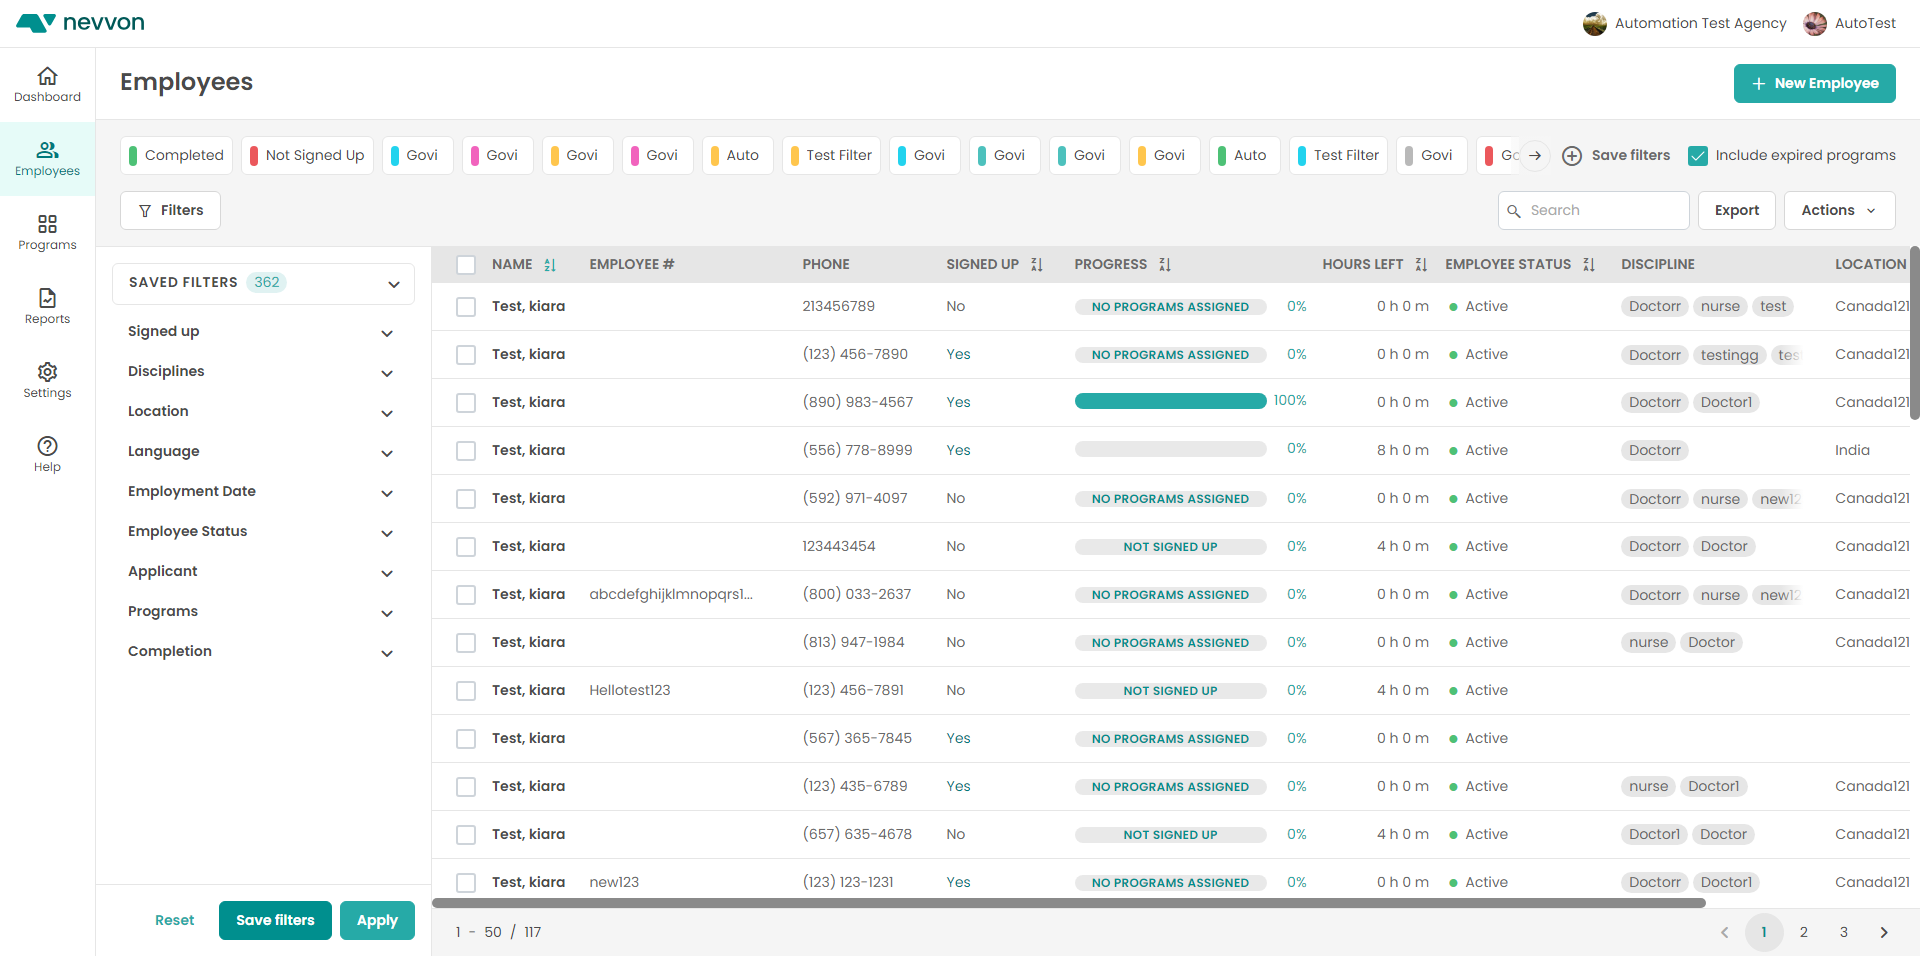 nevvon
Automation Test Agency AutoTest
Dashboard
Employees
Programs
Reports
Settings
Help
Employees
New Employee
Completed Not Signed Up Govi Govi Govi Govi Auto Test Filter Govi Govi Govi Govi Auto Test Filter Govi Save filters Include expired programs
Filters
Search Export Actions
SAVED FILTERS 362
Signed up
Disciplines
Location
Language
Employment Date
Employee Status
Applicant
Programs
Completion
Reset Save filters Apply
NAME EMPLOYEE # PHONE SIGNED UP PROGRESS HOURS LEFT EMPLOYEE STATUS DISCIPLINE LOCATION
Test, kiara 213456789 No NO PROGRAMS ASSIGNED 0% 0 h 0 m Active Doctorr nurse test Canada121
Test, kiara (123) 456-7890 Yes NO PROGRAMS ASSIGNED 0% 0 h 0 m Active Doctorr testingg tes Canada121
Test, kiara (890) 983-4567 Yes 100% 0 h 0 m Active Doctorr Doctor1 Canada121
Test, kiara (556) 778-8999 Yes 0% 8 h 0 m Active Doctorr India
Test, kiara (592) 971-4097 No NO PROGRAMS ASSIGNED 0% 0 h 0 m Active Doctorr nurse new12 Canada121
Test, kiara 123443454 No NOT SIGNED UP 0% 4 h 0 m Active Doctorr Doctor Canada121
Test, kiara abcdefghijklmnopqrs1... (800) 033-2637 No NO PROGRAMS ASSIGNED 0% 0 h 0 m Active Doctorr nurse new12 Canada121
Test, kiara (813) 947-1984 No NO PROGRAMS ASSIGNED 0% 0 h 0 m Active nurse Doctor Canada121
Test, kiara Hellotest123 (123) 456-7891 No NOT SIGNED UP 0% 4 h 0 m Active
Test, kiara (567) 365-7845 Yes NO PROGRAMS ASSIGNED 0% 0 h 0 m Active
Test, kiara (123) 435-6789 Yes NO PROGRAMS ASSIGNED 0% 0 h 0 m Active nurse Doctor1 Canada121
Test, kiara (657) 635-4678 No NOT SIGNED UP 0% 4 h 0 m Active Doctor1 Doctor Canada121
Test, kiara new123 (123) 123-1231 Yes NO PROGRAMS ASSIGNED 0% 0 h 0 m Active Doctorr Doctor1 Canada121
1 - 50 / 117
1 2 3